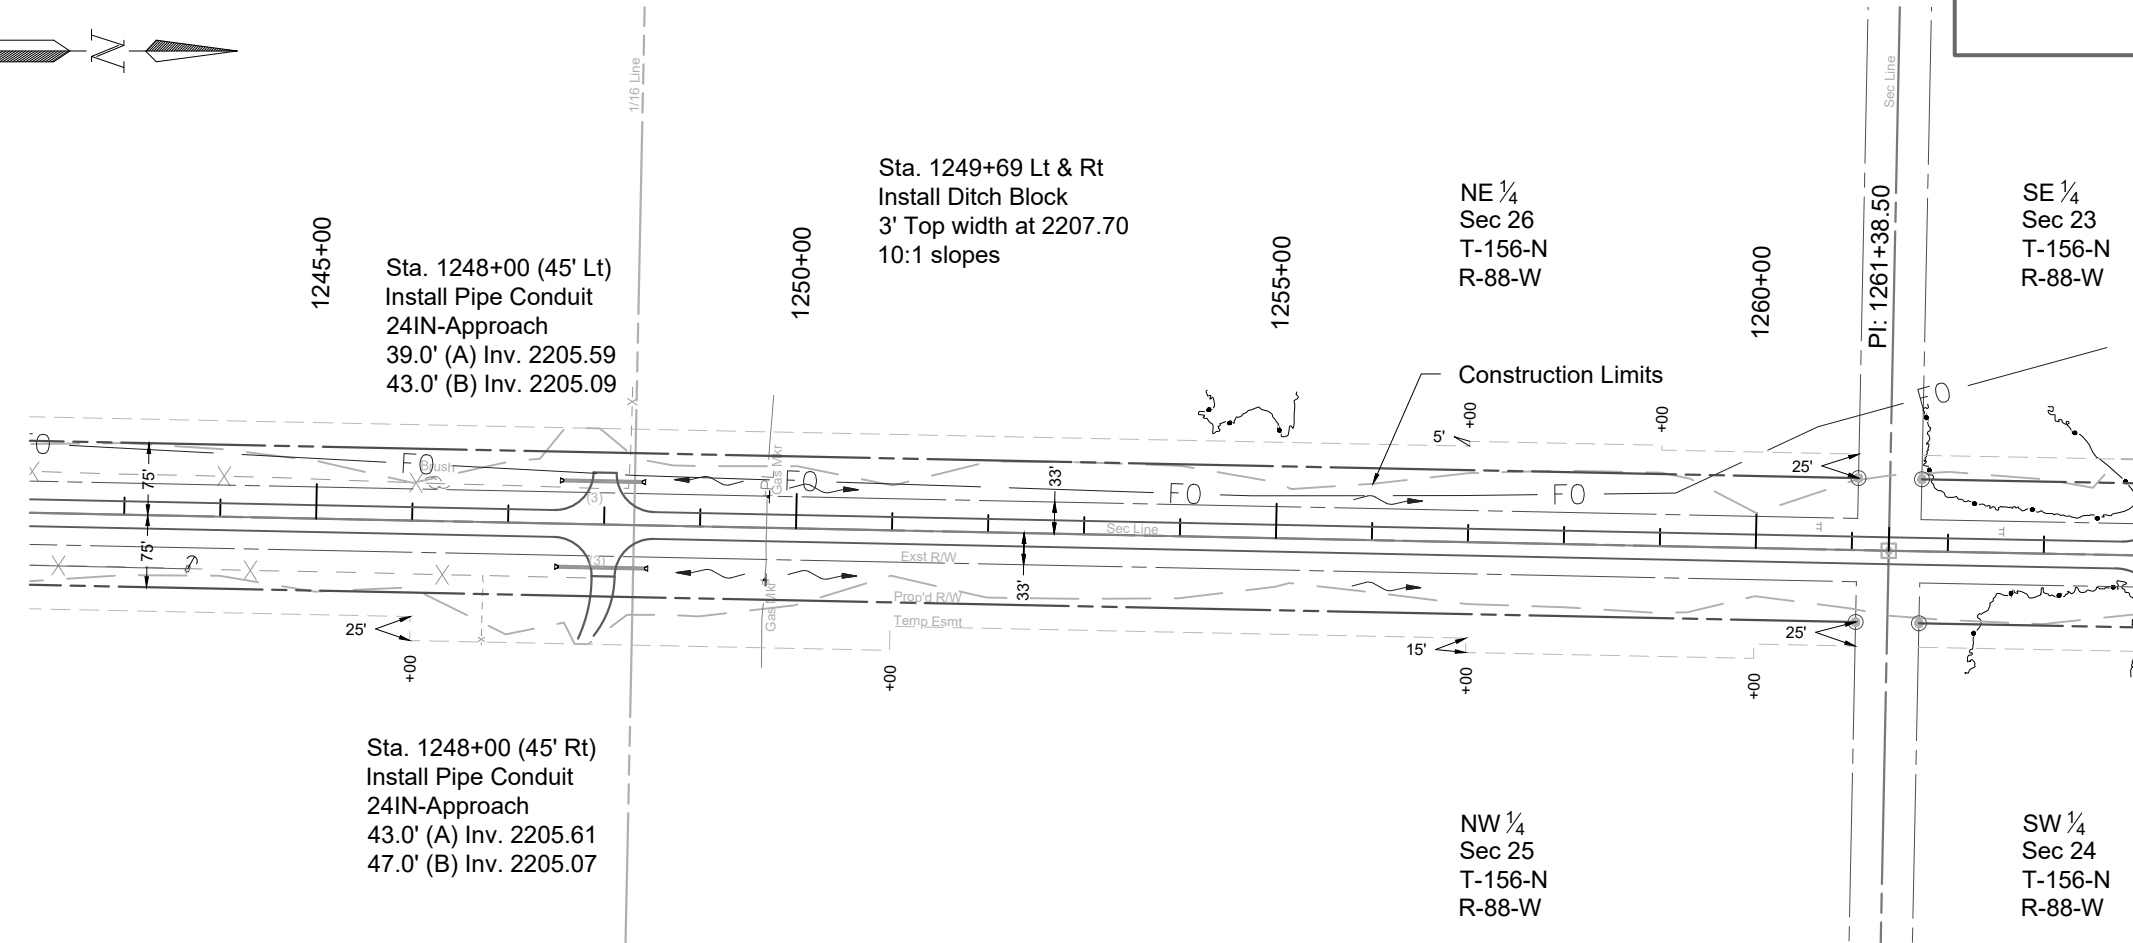 N
1/16 Line
Sec Line
Sta. 1249+69 Lt & Rt
Install Ditch Block
3' Top width at 2207.70
10:1 slopes
NE ¼
Sec 26
T-156-N
R-88-W
SE ¼
Sec 23
T-156-N
R-88-W
1245+00
1250+00
1255+00
1260+00
PI: 1261+38.50
Sta. 1248+00 (45' Lt)
Install Pipe Conduit
24IN-Approach
39.0' (A) Inv. 2205.59
43.0' (B) Inv. 2205.09
Construction Limits
+00
+00
5'
25'
FO
FO
FO
FO
FO
FO
Brush
Gas Mkr
75'
75'
33'
33'
(3)
(3)
Sec Line
Exst R/W
Prop'd R/W
Temp Esmt
Gas Mkr
25'
15'
25'
+00
+00
+00
+00
Sta. 1248+00 (45' Rt)
Install Pipe Conduit
24IN-Approach
43.0' (A) Inv. 2205.61
47.0' (B) Inv. 2205.07
NW ¼
Sec 25
T-156-N
R-88-W
SW ¼
Sec 24
T-156-N
R-88-W